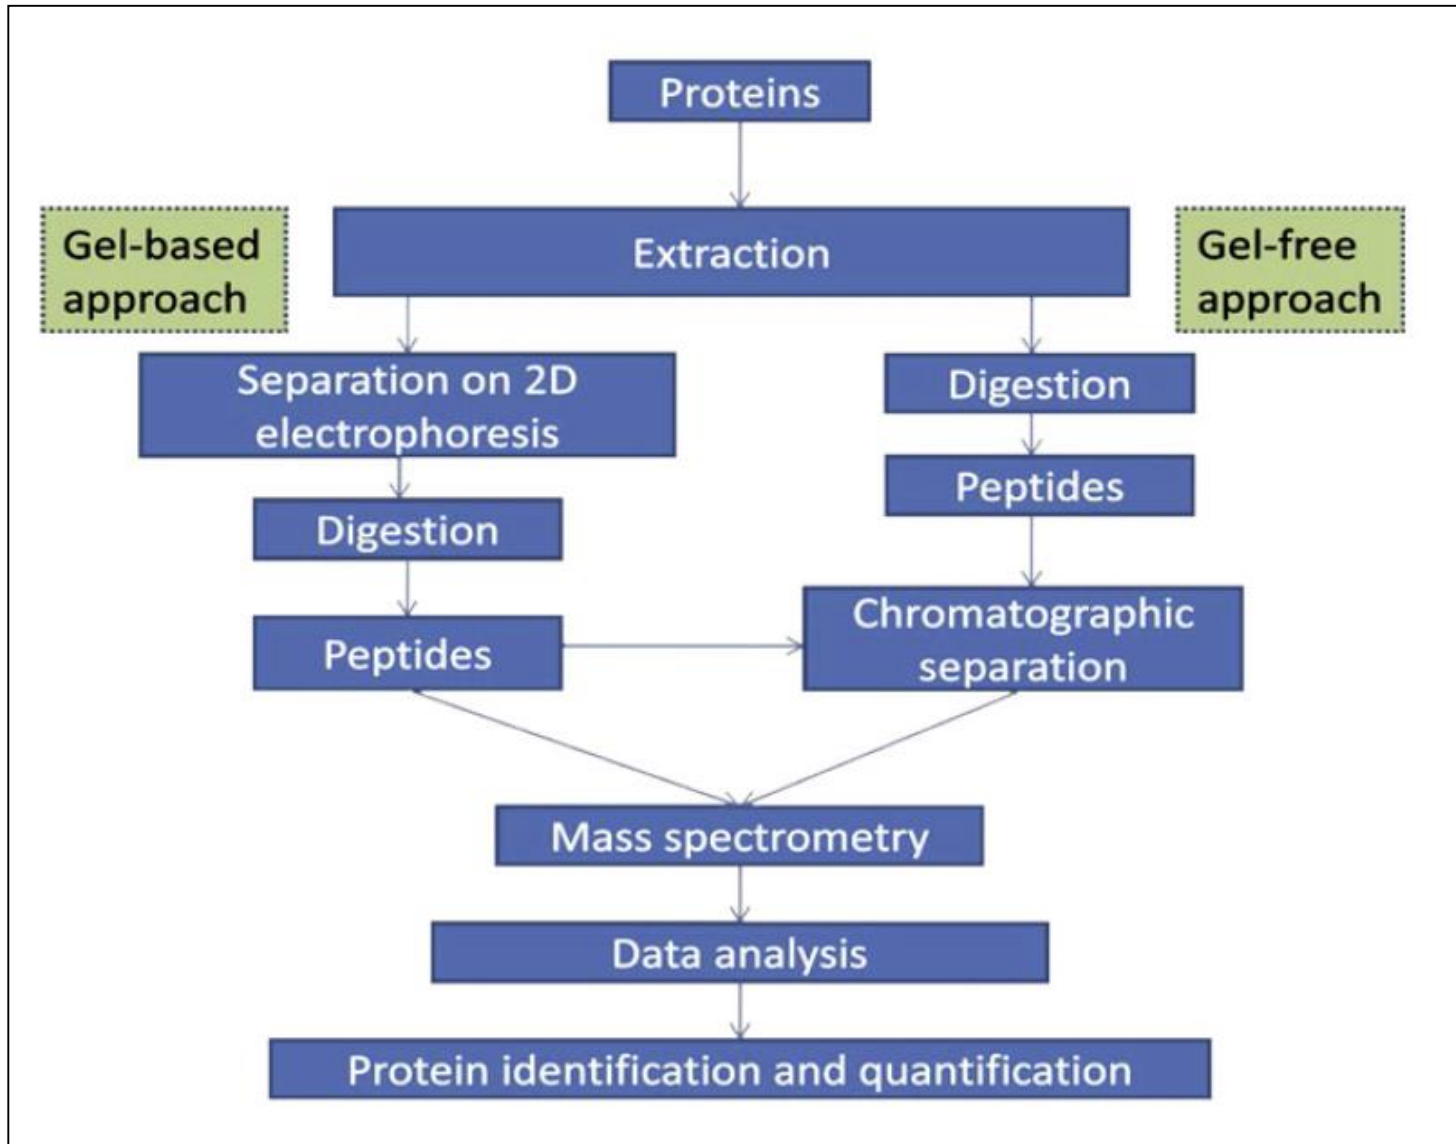 Proteins
Gel-based
approach
Extraction
Gel-free
approach
Separation on 2D
electrophoresis
Digestion
Digestion
Peptides
Peptides
Chromatographic
separation
Mass spectrometry
Data analysis
Protein identification and quantification